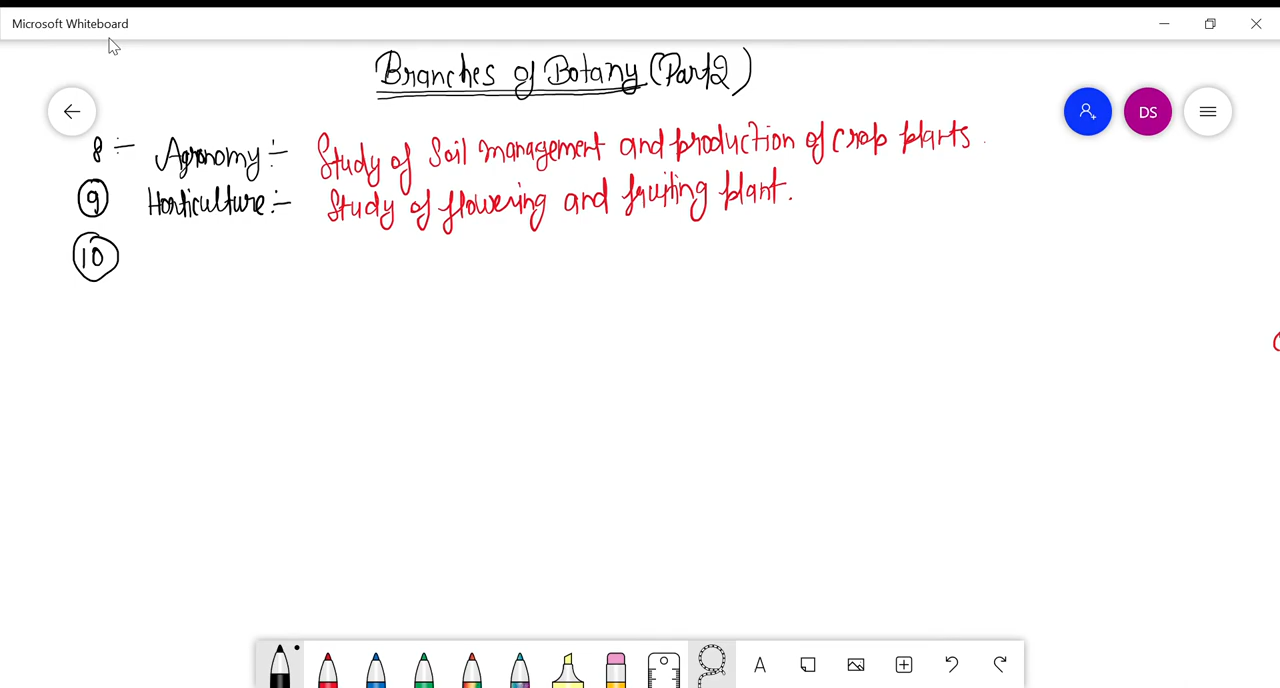 Microsoft Whiteboard
Branches of Botany (Part2)
DS
8 :- Agronomy :- Study of Soil management and production of crop plants.
9 Horticulture :- Study of flowering and fruiting plant.
10
A